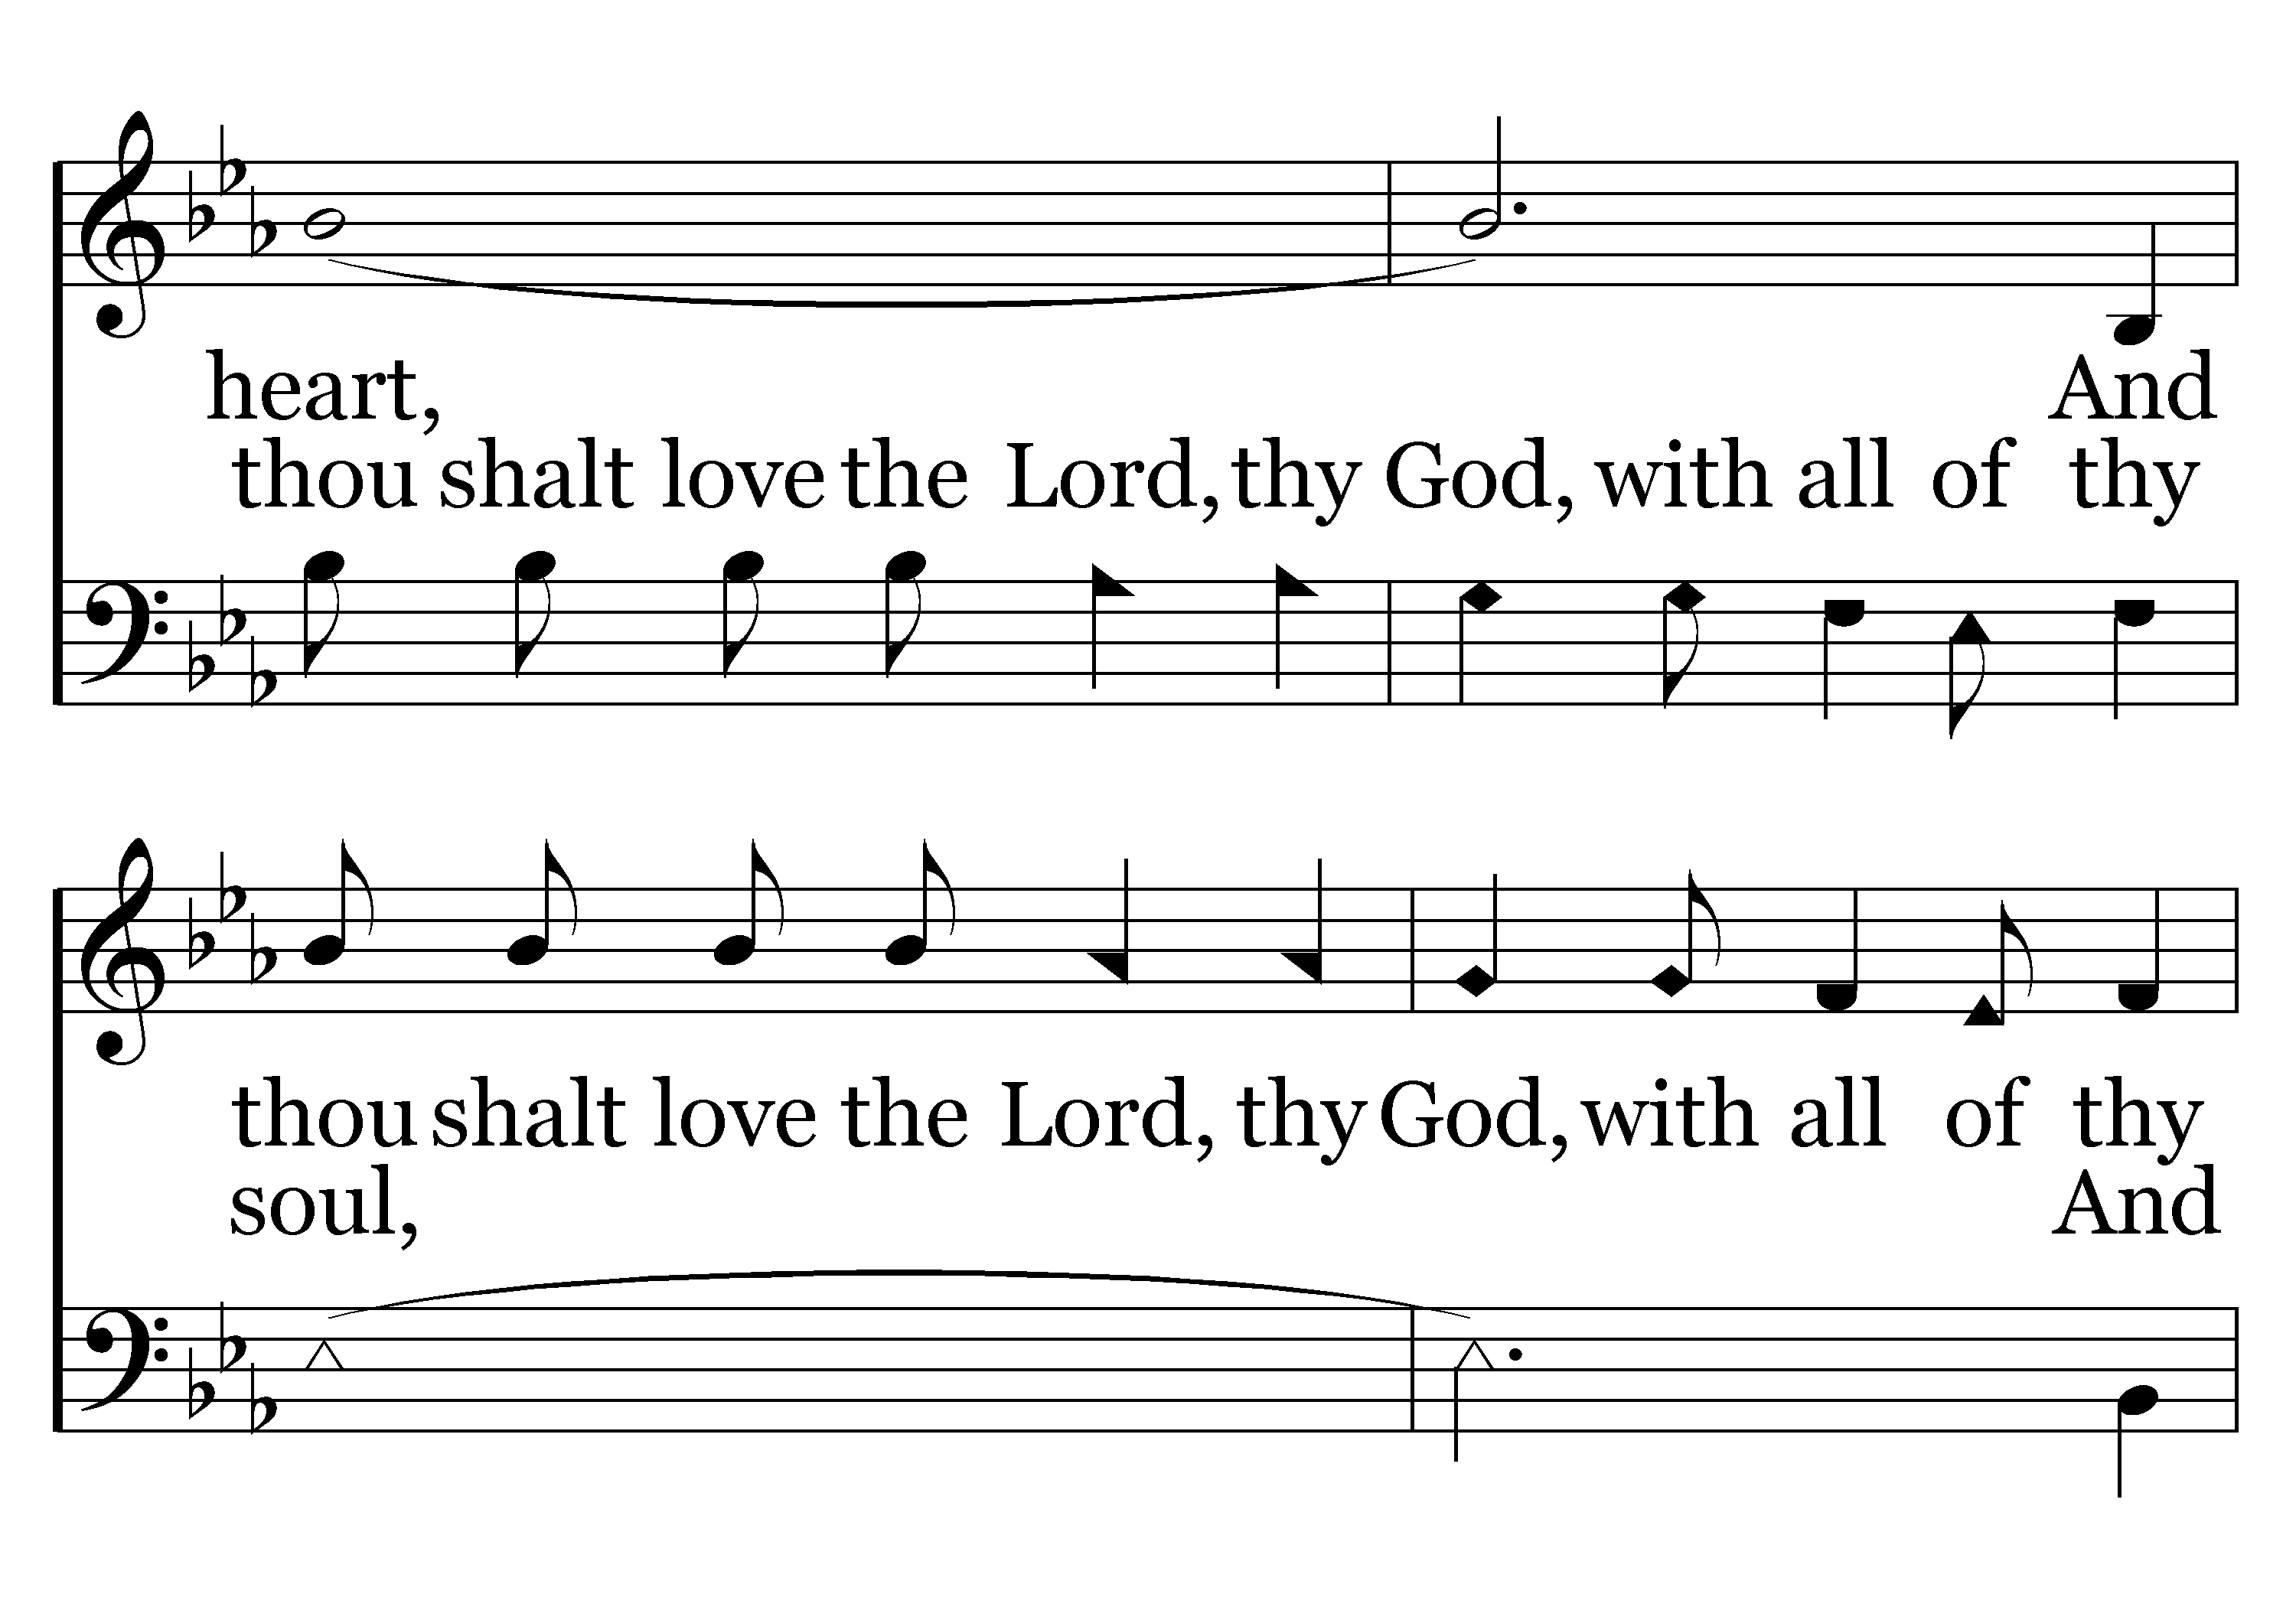 heart, And
thou shalt love the Lord, thy God, with all of thy
thou shalt love the Lord, thy God, with all of thy
soul, And